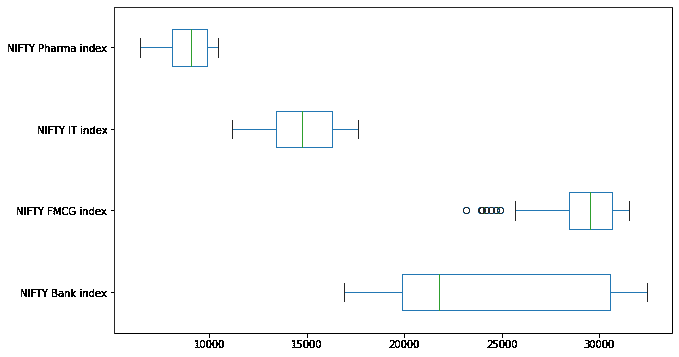 NIFTY Pharma index
NIFTY IT index
NIFTY FMCG index
NIFTY Bank index
10000 15000 20000 25000 30000